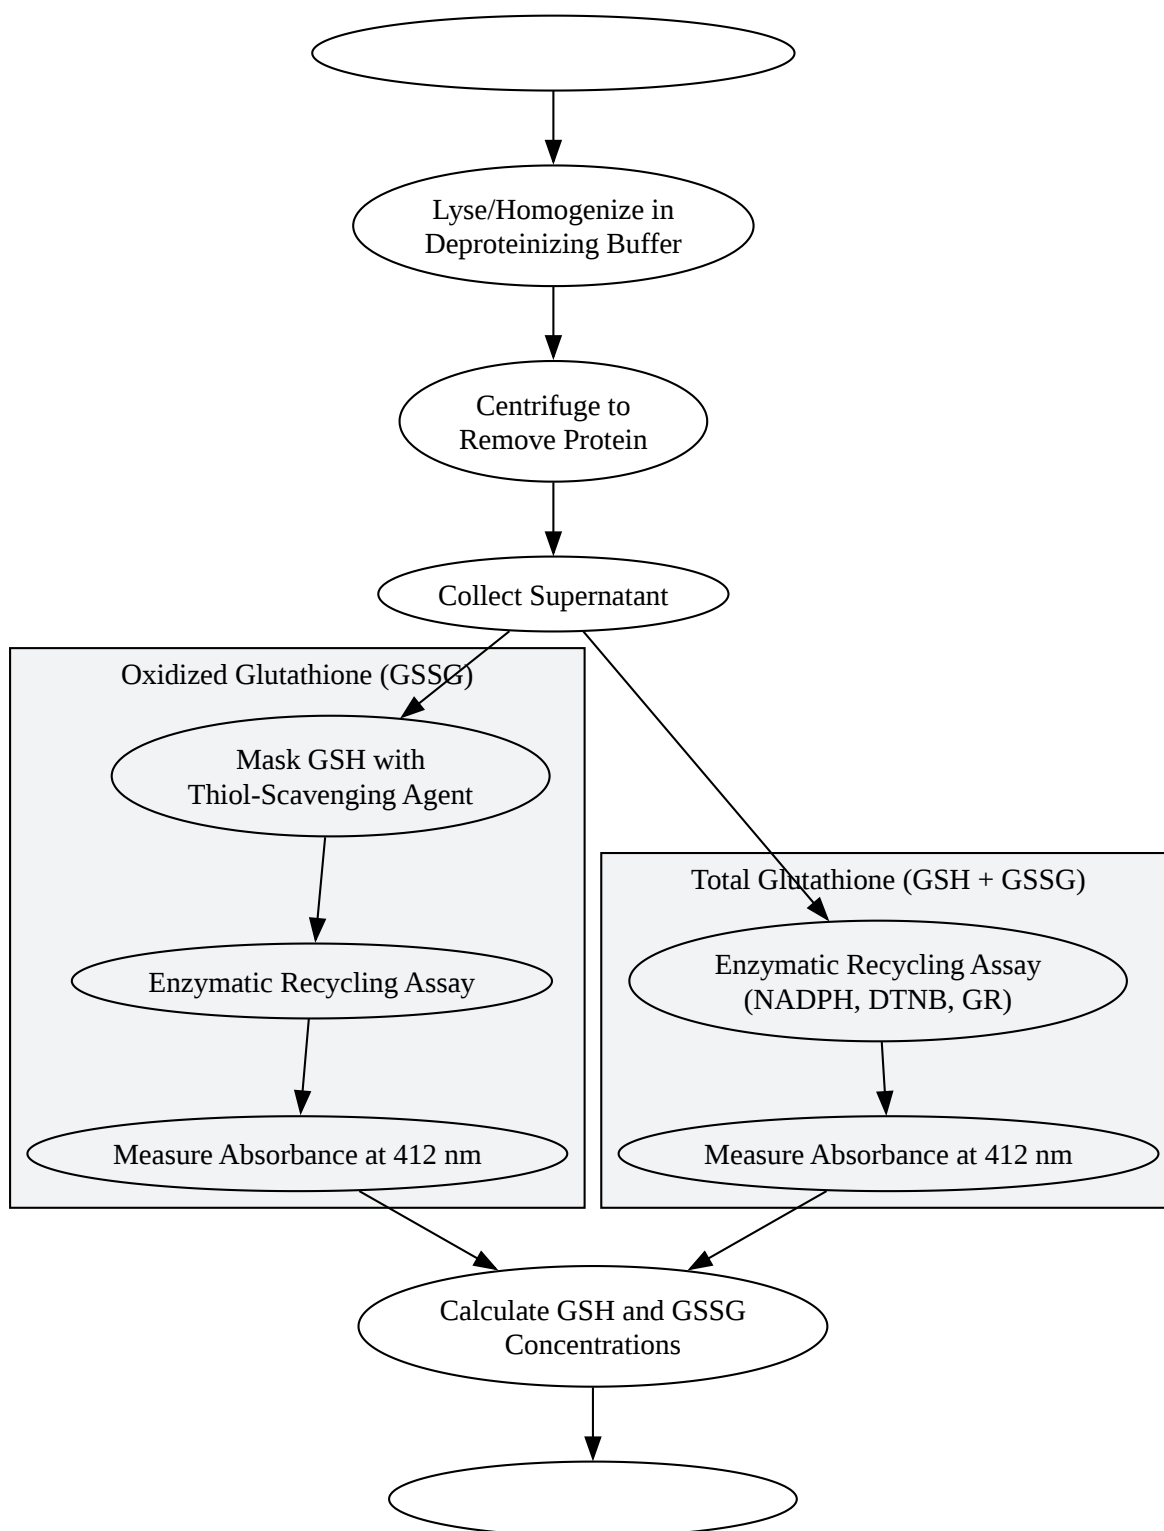 Lyse/Homogenize in
Deproteinizing Buffer
Centrifuge to
Remove Protein
Collect Supernatant
Oxidized Glutathione (GSSG)
Mask GSH with
Thiol-Scavenging Agent
Enzymatic Recycling Assay
Measure Absorbance at 412 nm
Total Glutathione (GSH + GSSG)
Enzymatic Recycling Assay
(NADPH, DTNB, GR)
Measure Absorbance at 412 nm
Calculate GSH and GSSG
Concentrations